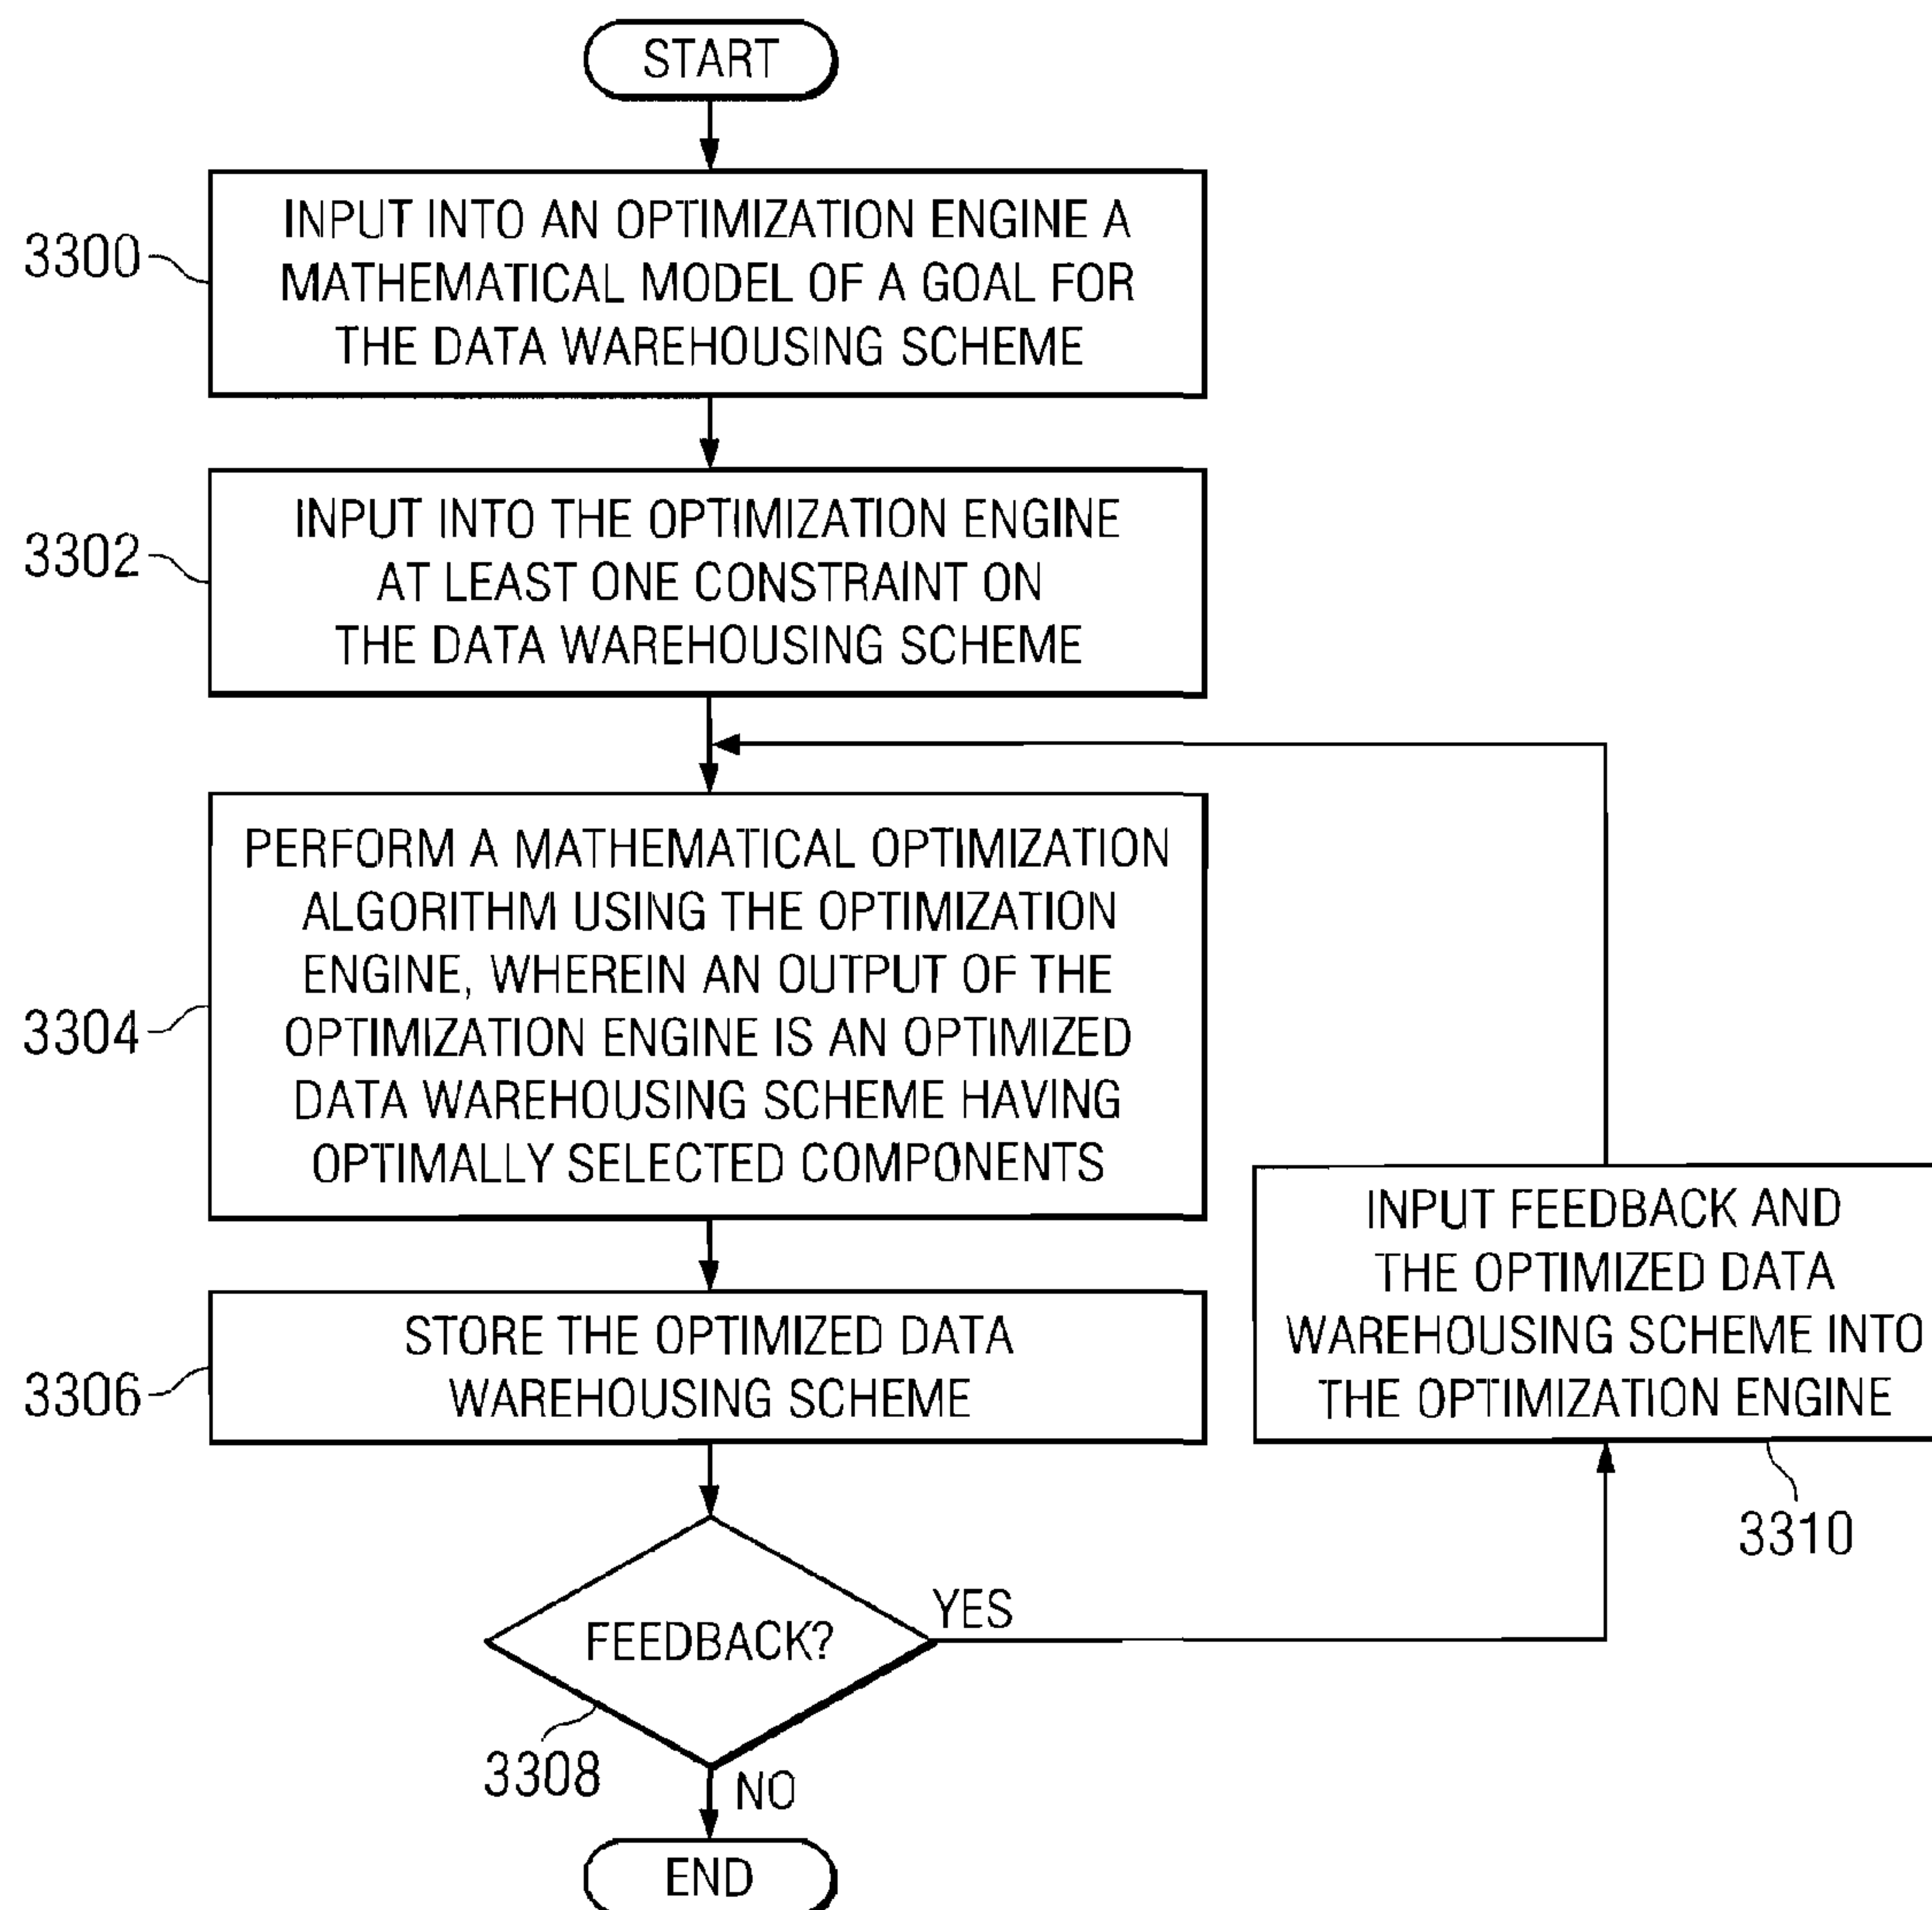 START
3300
INPUT INTO AN OPTIMIZATION ENGINE A
MATHEMATICAL MODEL OF A GOAL FOR
THE DATA WAREHOUSING SCHEME
3302
INPUT INTO THE OPTIMIZATION ENGINE
AT LEAST ONE CONSTRAINT ON
THE DATA WAREHOUSING SCHEME
3304
PERFORM A MATHEMATICAL OPTIMIZATION
ALGORITHM USING THE OPTIMIZATION
ENGINE, WHEREIN AN OUTPUT OF THE
OPTIMIZATION ENGINE IS AN OPTIMIZED
DATA WAREHOUSING SCHEME HAVING
OPTIMALLY SELECTED COMPONENTS
3306
STORE THE OPTIMIZED DATA
WAREHOUSING SCHEME
INPUT FEEDBACK AND
THE OPTIMIZED DATA
WAREHOUSING SCHEME INTO
THE OPTIMIZATION ENGINE
3310
FEEDBACK?
YES
3308
NO
END